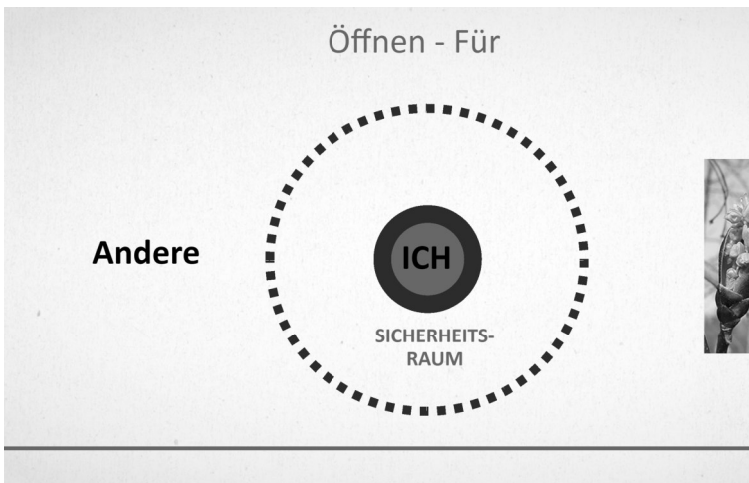 Öffnen - Für
Andere
ICH
SICHERHEITS-
RAUM